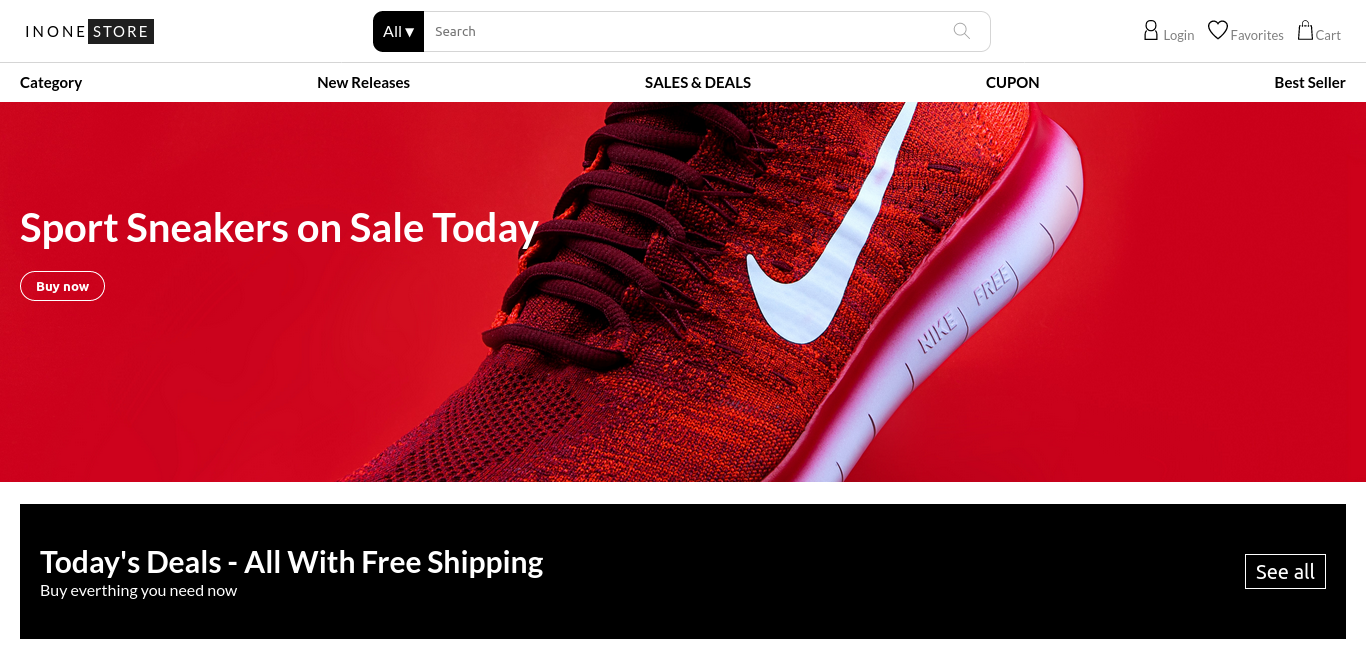 INONE STORE
All ▾ Search
Login Favorites Cart
Category New Releases SALES & DEALS CUPON Best Seller
Sport Sneakers on Sale Today
Buy now
NIKE FREE
Today's Deals - All With Free Shipping
Buy everthing you need now
See all